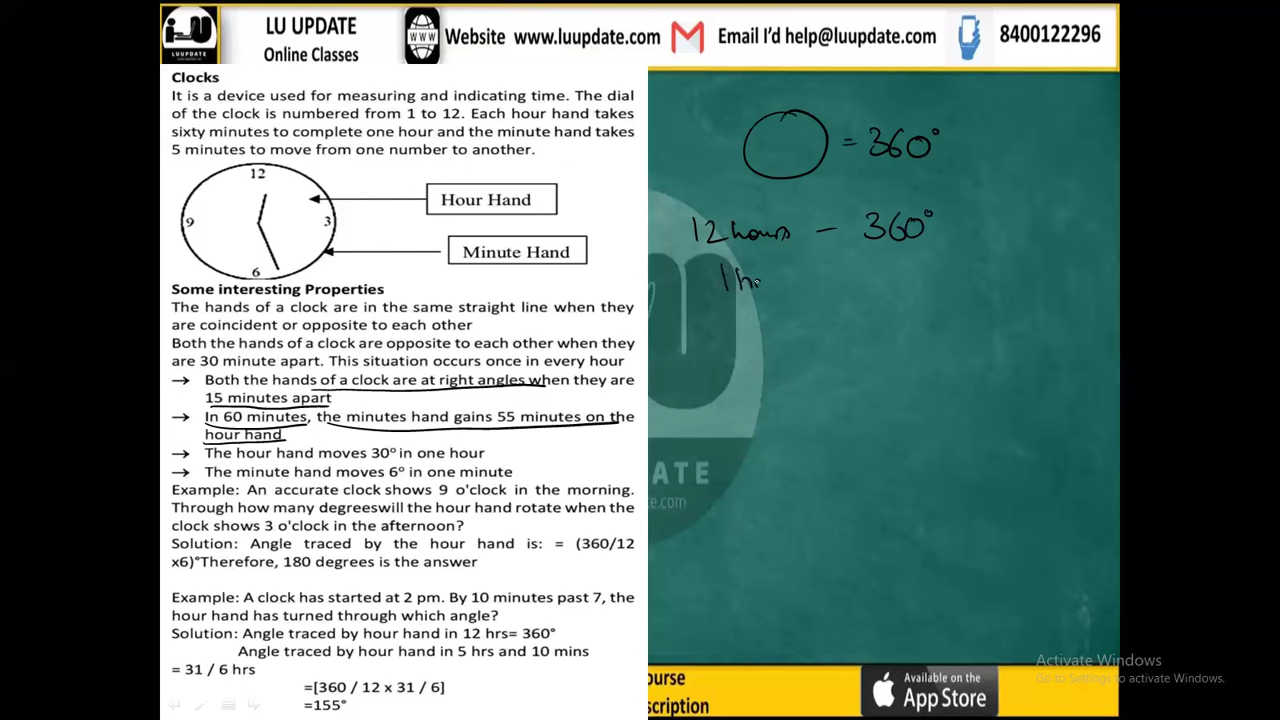 LU UPDATE
Online Classes
Website www.luupdate.com
Email I’d help@luupdate.com
8400122296
LUUPDATE
WWW
Clocks
It is a device used for measuring and indicating time. The dial
of the clock is numbered from 1 to 12. Each hour hand takes
sixty minutes to complete one hour and the minute hand takes
5 minutes to move from one number to another.
12
9
3
6
Hour Hand
Minute Hand
Some interesting Properties
The hands of a clock are in the same straight line when they
are coincident or opposite to each other
Both the hands of a clock are opposite to each other when they
are 30 minute apart. This situation occurs once in every hour
→ Both the hands of a clock are at right angles when they are
15 minutes apart
→ In 60 minutes, the minutes hand gains 55 minutes on the
hour hand
→ The hour hand moves 30° in one hour
→ The minute hand moves 6° in one minute
Example: An accurate clock shows 9 o'clock in the morning.
Through how many degreeswill the hour hand rotate when the
clock shows 3 o'clock in the afternoon?
Solution: Angle traced by the hour hand is: = (360/12
x6)°Therefore, 180 degrees is the answer
Example: A clock has started at 2 pm. By 10 minutes past 7, the
hour hand has turned through which angle?
Solution: Angle traced by hour hand in 12 hrs= 360°
Angle traced by hour hand in 5 hrs and 10 mins
= 31 / 6 hrs
=[360 / 12 x 31 / 6]
=155°
= 360°
12 hours – 360°
1 h
DATE
e.com
Activate Windows
Go to Settings to activate Windows.
ourse
scription
Available on the
App Store